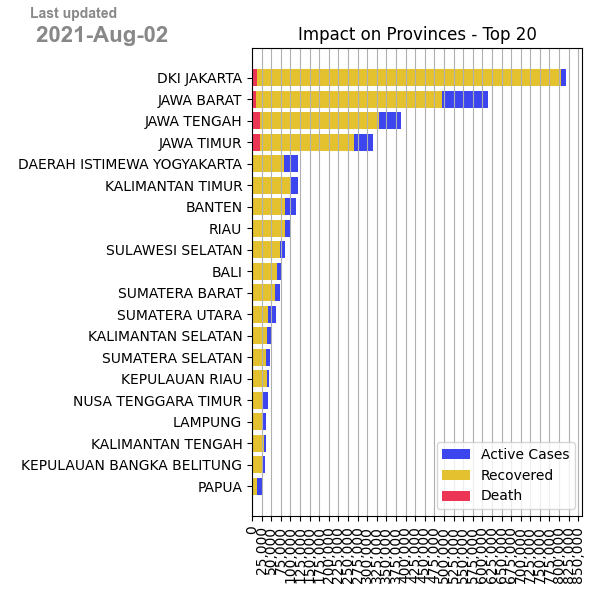 Last updated
2021-Aug-02
Impact on Provinces - Top 20
DKI JAKARTA
JAWA BARAT
JAWA TENGAH
JAWA TIMUR
DAERAH ISTIMEWA YOGYAKARTA
KALIMANTAN TIMUR
BANTEN
RIAU
SULAWESI SELATAN
BALI
SUMATERA BARAT
SUMATERA UTARA
KALIMANTAN SELATAN
SUMATERA SELATAN
KEPULAUAN RIAU
NUSA TENGGARA TIMUR
LAMPUNG
KALIMANTAN TENGAH
KEPULAUAN BANGKA BELITUNG
PAPUA
Active Cases
Recovered
Death
0
25,000
50,000
75,000
100,000
125,000
150,000
175,000
200,000
225,000
250,000
275,000
300,000
325,000
350,000
375,000
400,000
425,000
450,000
475,000
500,000
525,000
550,000
575,000
600,000
625,000
650,000
675,000
700,000
725,000
750,000
775,000
800,000
825,000
850,000